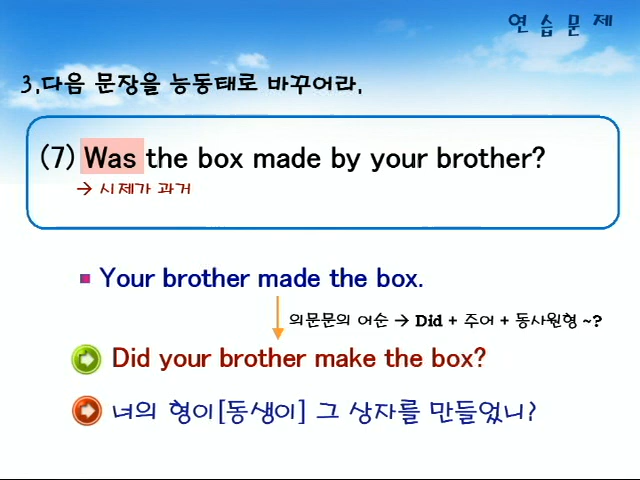 연 습 문 제
3.다음 문장을 능동태로 바꾸어라.
(7) Was the box made by your brother?
→ 시제가 과거
Your brother made the box.
의문문의 어순 → Did + 주어 + 동사원형 ~?
Did your brother make the box?
너의 형이[동생이] 그 상자를 만들었니?